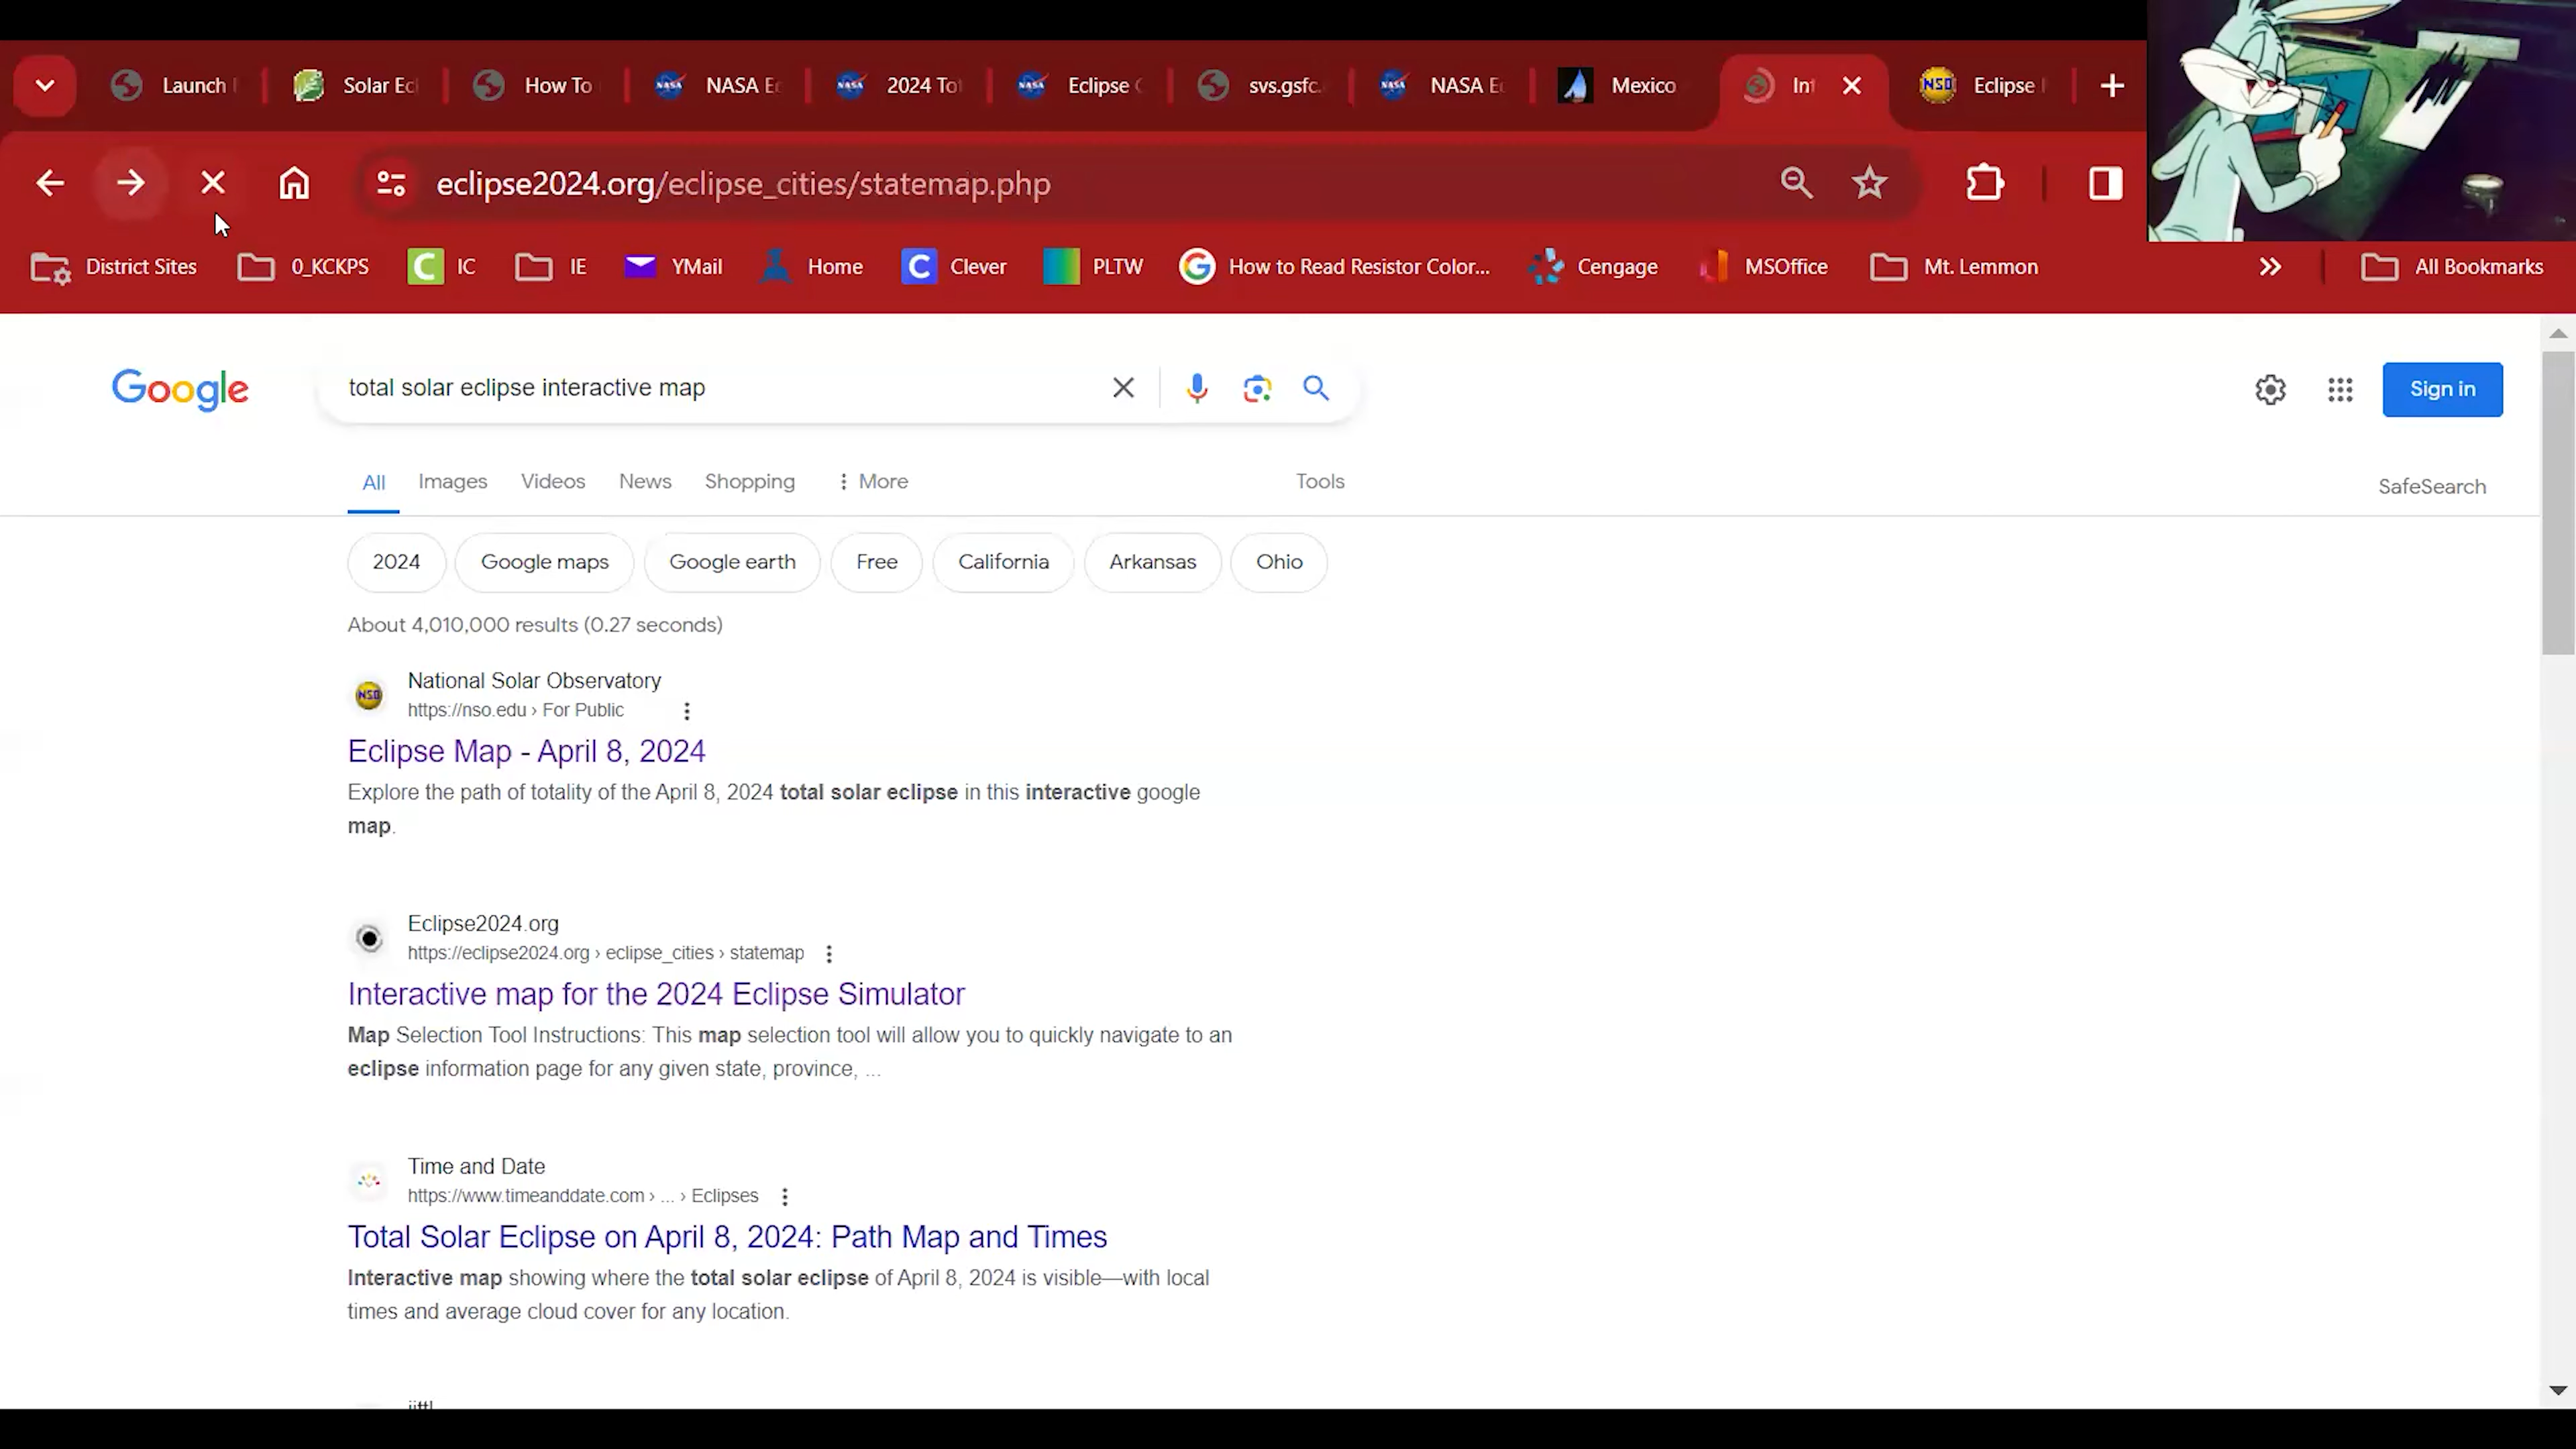 Launch
Solar Ecl
How To
NASA Ec
2024 Tot
Eclipse
svs.gsfc.
NASA Ec
Mexico
Int
NSO
Eclipse
eclipse2024.org/eclipse_cities/statemap.php
District Sites
0_KCKPS
IC
IE
YMail
Home
Clever
PLTW
How to Read Resistor Color...
Cengage
MSOffice
Mt. Lemmon
All Bookmarks
Google
total solar eclipse interactive map
Sign in
All
Images
Videos
News
Shopping
More
Tools
SafeSearch
2024
Google maps
Google earth
Free
California
Arkansas
Ohio
About 4,010,000 results (0.27 seconds)
NSO
National Solar Observatory
https://nso.edu › For Public
Eclipse Map - April 8, 2024
Explore the path of totality of the April 8, 2024 total solar eclipse in this interactive google
map.
Eclipse2024.org
https://eclipse2024.org › eclipse_cities › statemap
Interactive map for the 2024 Eclipse Simulator
Map Selection Tool Instructions: This map selection tool will allow you to quickly navigate to an
eclipse information page for any given state, province, ...
Time and Date
https://www.timeanddate.com › ... › Eclipses
Total Solar Eclipse on April 8, 2024: Path Map and Times
Interactive map showing where the total solar eclipse of April 8, 2024 is visible—with local
times and average cloud cover for any location.